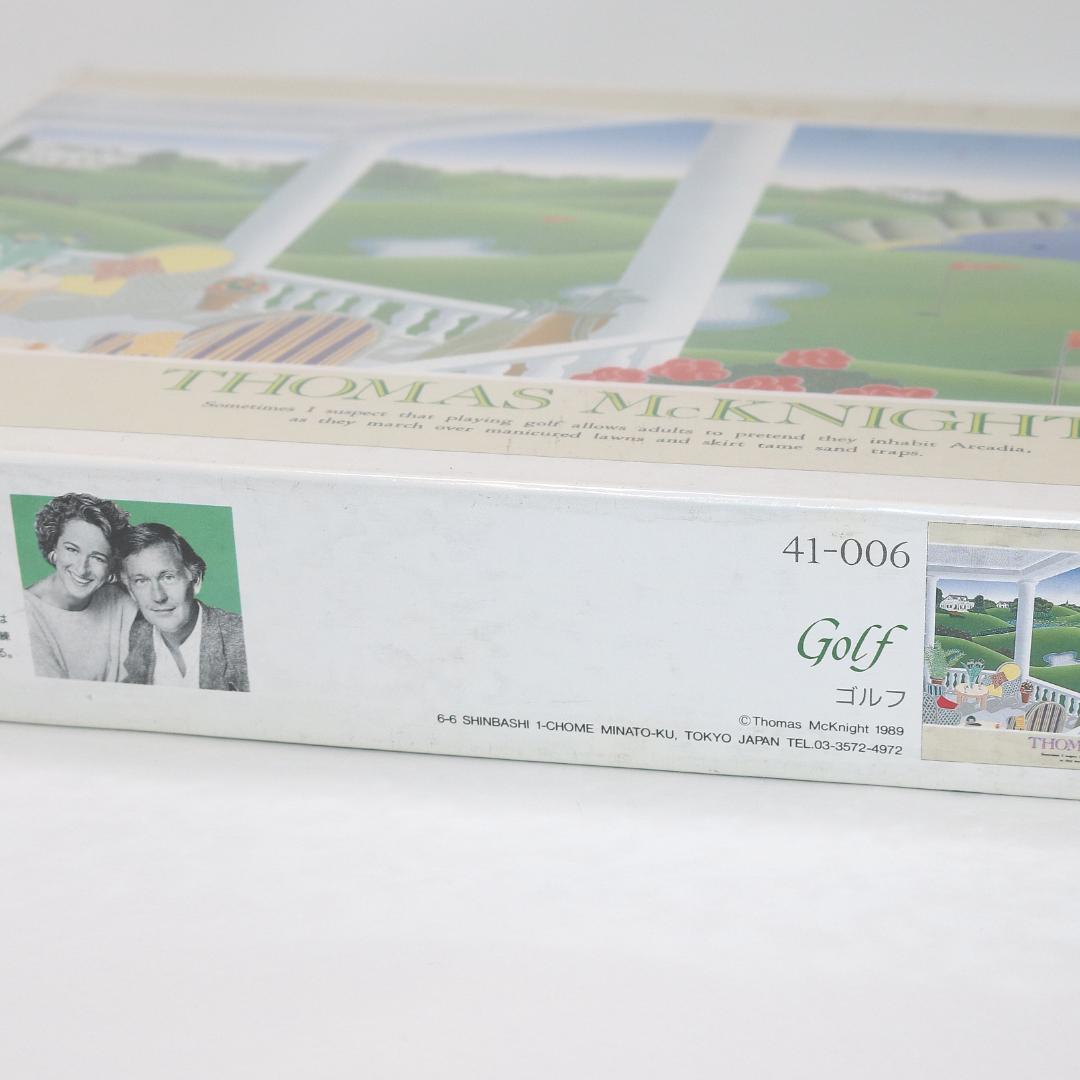 THOMAS McKNIGHT
Sometimes I suspect that playing golf allows adults to pretend they inhabit Arcadia,
as they march over manicured lawns and skirt tame sand traps.
は
練
る。
41-006
Golf
ゴルフ
©Thomas McKnight 1989
6-6 SHINBASHI 1-CHOME MINATO-KU, TOKYO JAPAN TEL.03-3572-4972
THOM